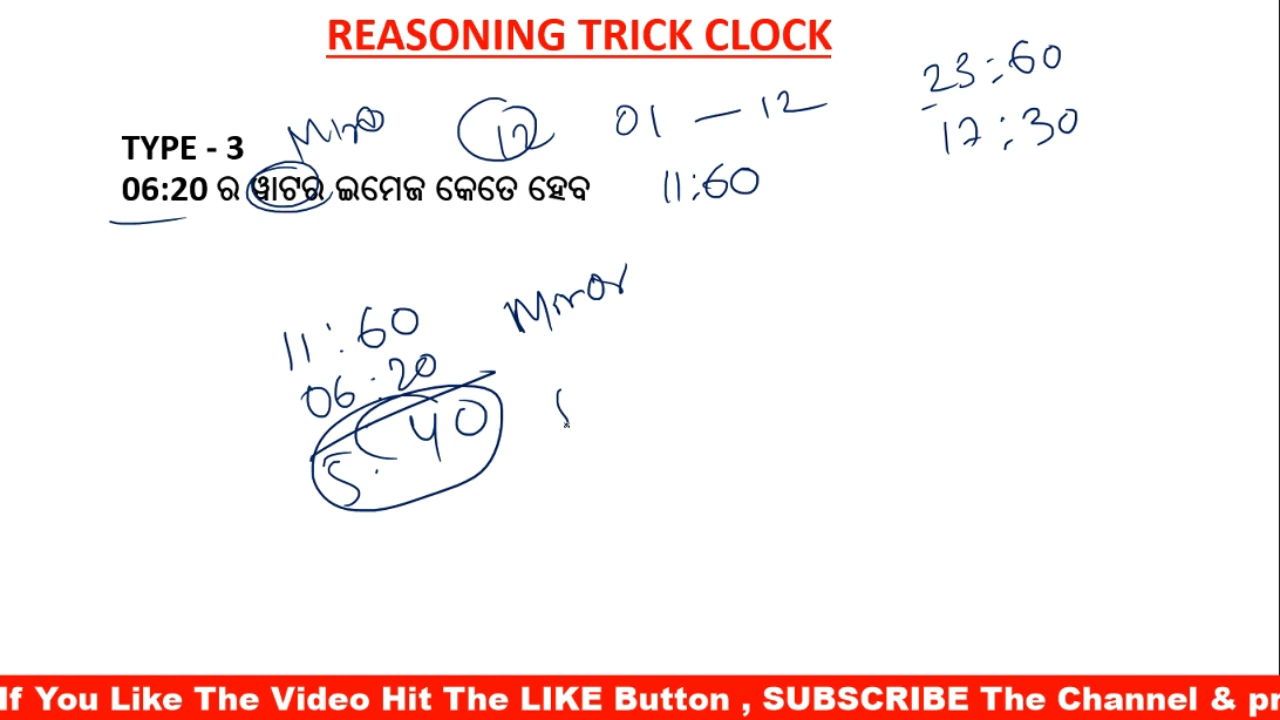 REASONING TRICK CLOCK
23:60
17:30
01 - 12
12
TYPE - 3
06:20 ର ୱାଟର ଇମେଜ କେତେ ହେବ
11:60
11:60
Mirror
06:20
5:40
If You Like The Video Hit The LIKE Button , SUBSCRIBE The Channel & pr